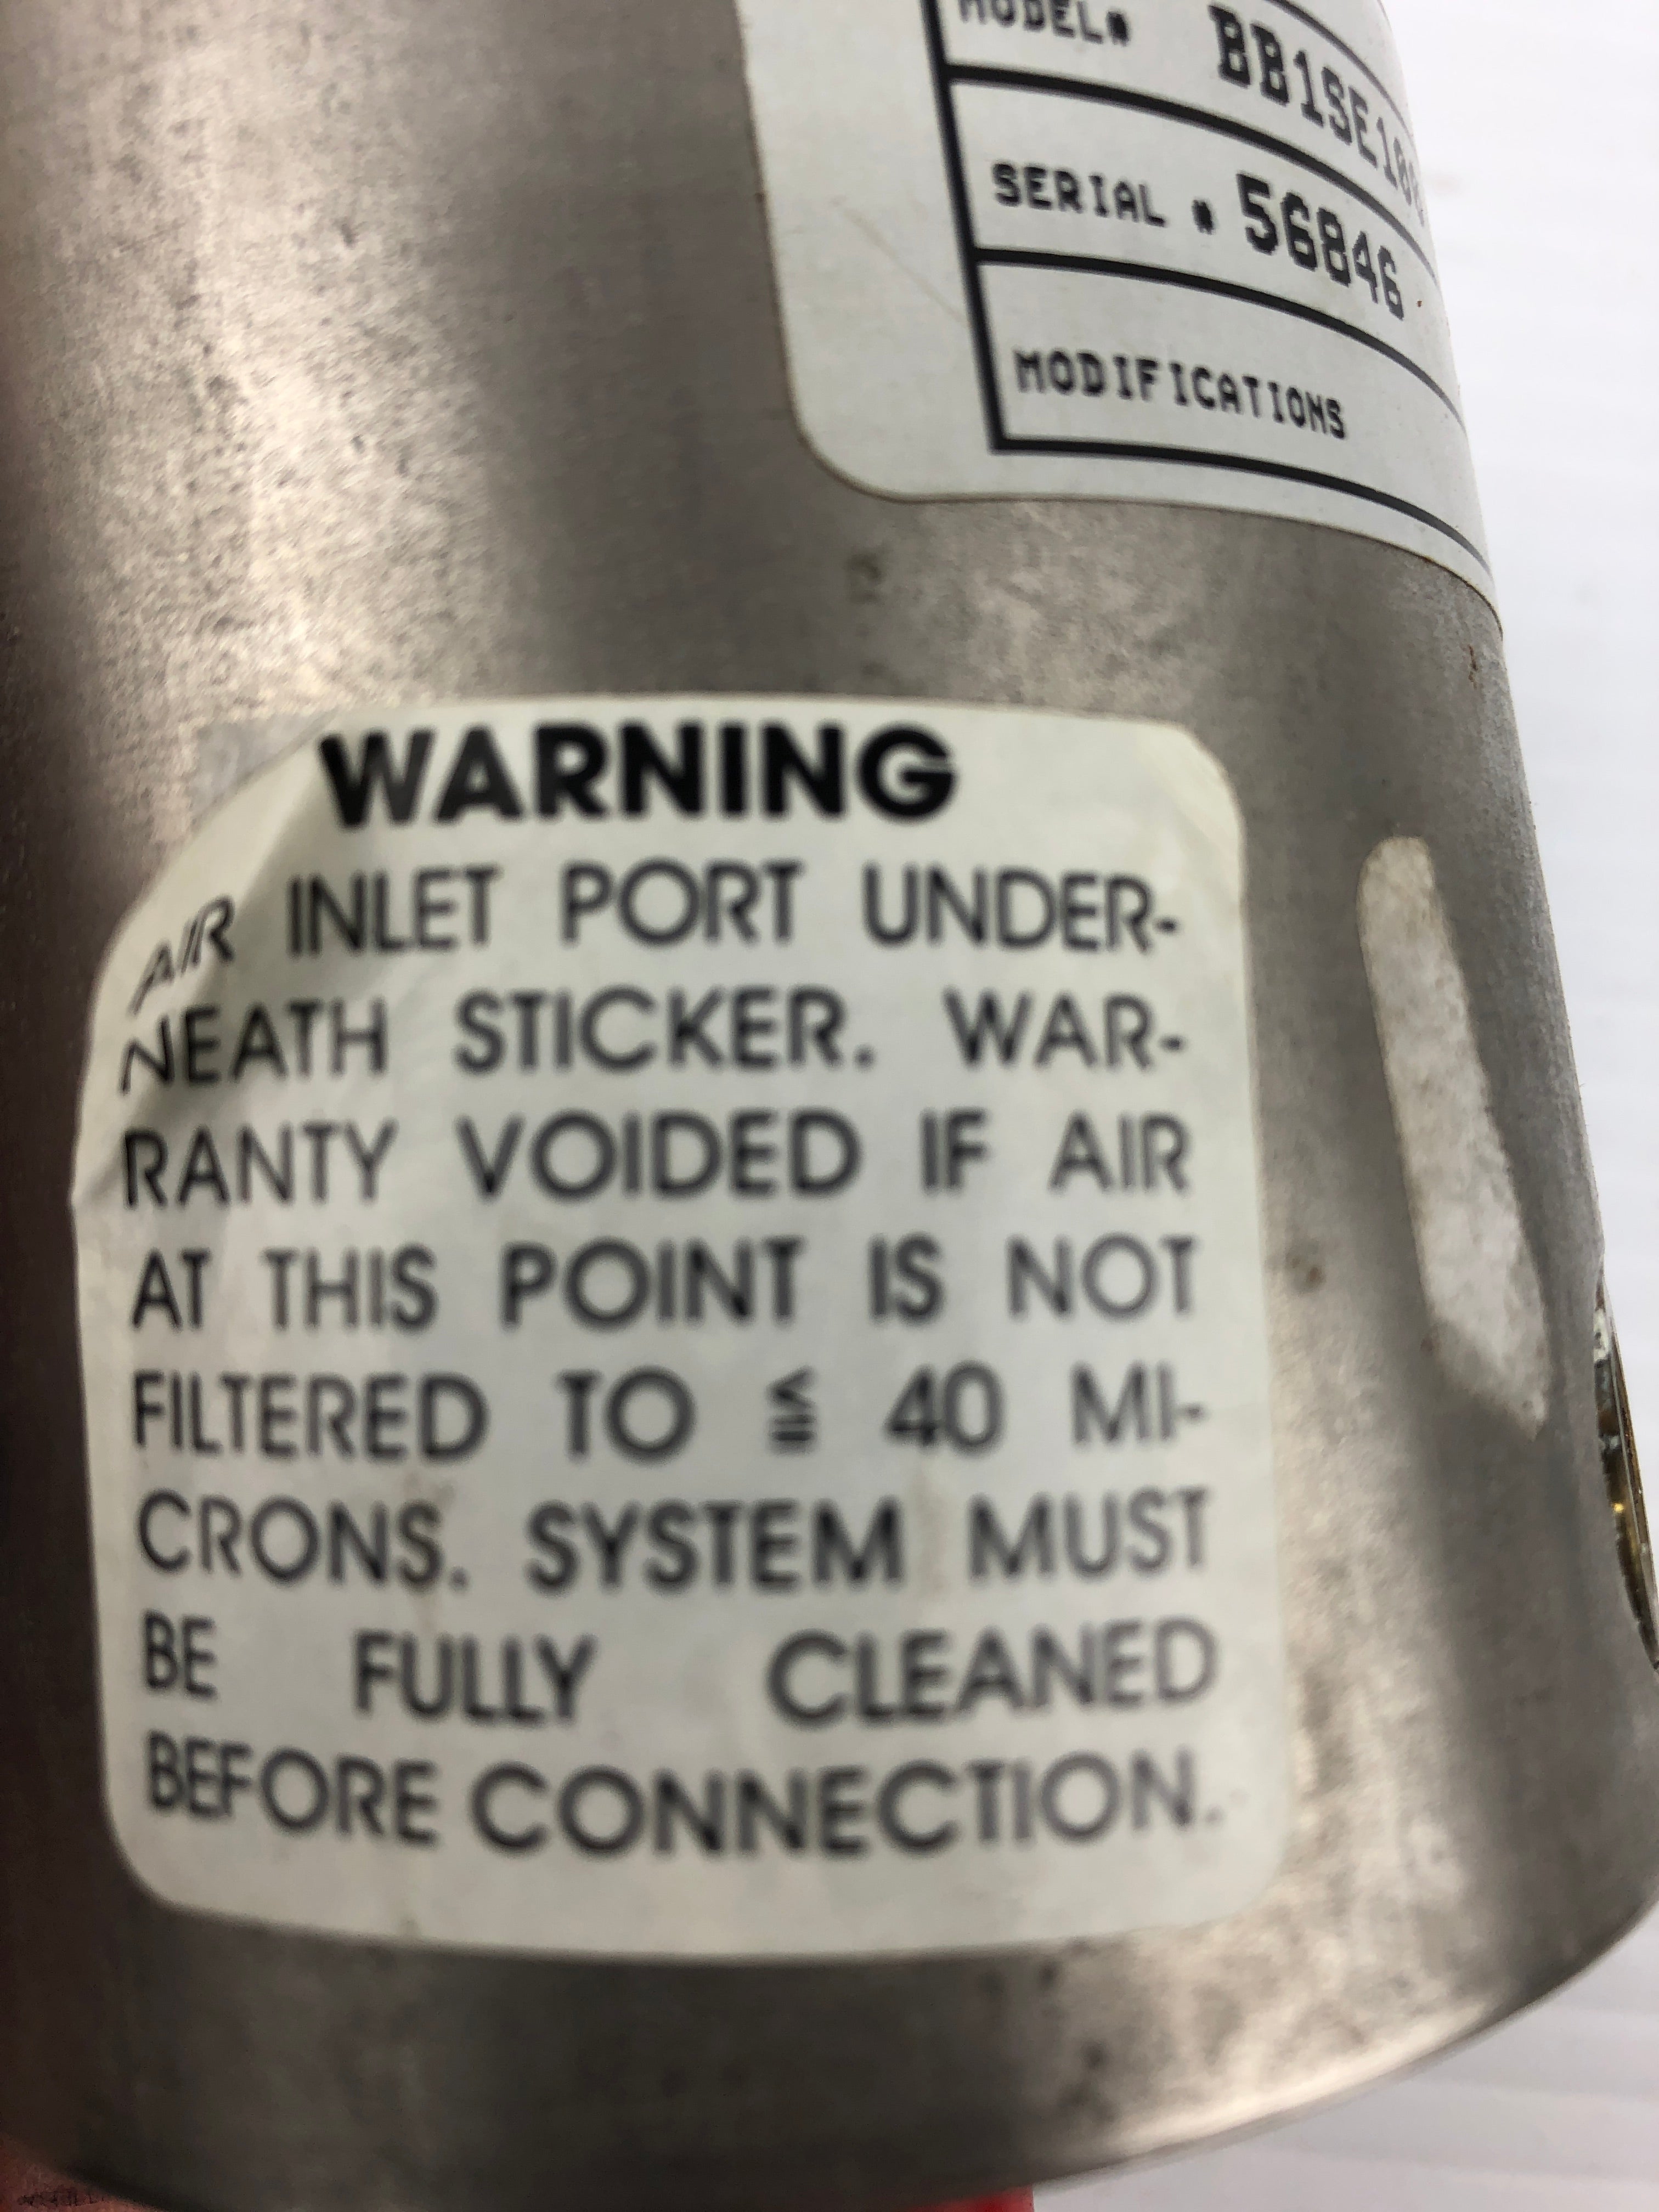 MODEL#
SERIAL # 56846
MODIFICATIONS
WARNING
AIR INLET PORT UNDER-
NEATH STICKER. WAR-
RANTY VOIDED IF AIR
AT THIS POINT IS NOT
FILTERED TO ≦ 40 MI-
CRONS. SYSTEM MUST
BE FULLY CLEANED
BEFORE CONNECTION.